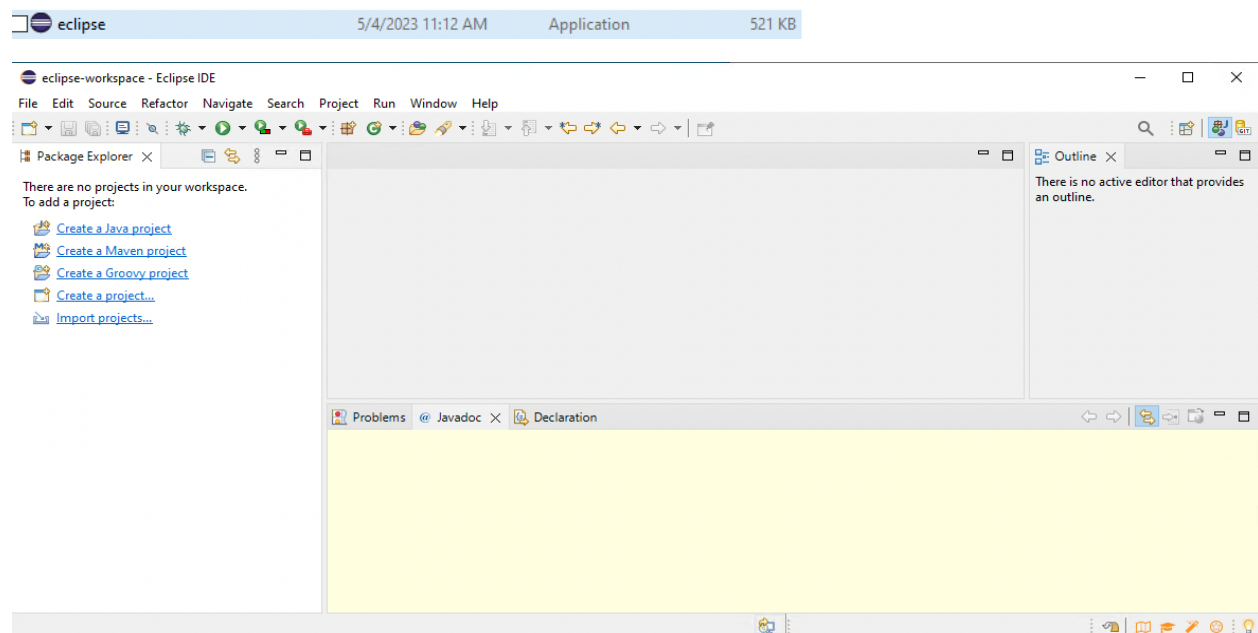 eclipse 5/4/2023 11:12 AM Application 521 KB
eclipse-workspace - Eclipse IDE
File Edit Source Refactor Navigate Search Project Run Window Help
Package Explorer
There are no projects in your workspace.
To add a project:
Create a Java project
Create a Maven project
Create a Groovy project
Create a project...
Import projects...
Outline
There is no active editor that provides
an outline.
Problems @ Javadoc Declaration